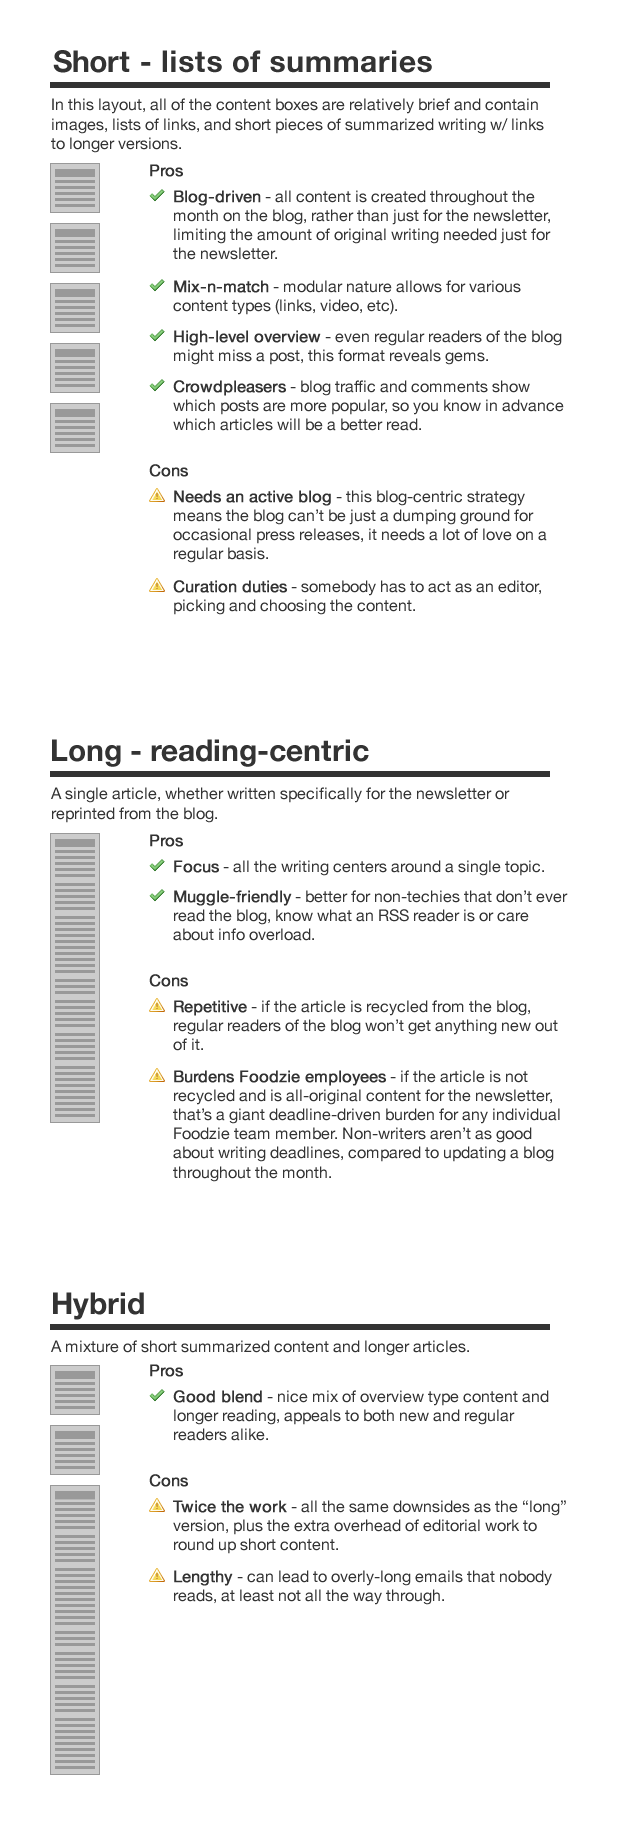 Short - lists of summaries
In this layout, all of the content boxes are relatively brief and contain
images, lists of links, and short pieces of summarized writing w/ links
to longer versions.
Pros
Blog-driven - all content is created throughout the
month on the blog, rather than just for the newsletter,
limiting the amount of original writing needed just for
the newsletter.
Mix-n-match - modular nature allows for various
content types (links, video, etc).
High-level overview - even regular readers of the blog
might miss a post, this format reveals gems.
Crowdpleasers - blog traffic and comments show
which posts are more popular, so you know in advance
which articles will be a better read.
Cons
Needs an active blog - this blog-centric strategy
means the blog can’t be just a dumping ground for
occasional press releases, it needs a lot of love on a
regular basis.
Curation duties - somebody has to act as an editor,
picking and choosing the content.
Long - reading-centric
A single article, whether written specifically for the newsletter or
reprinted from the blog.
Pros
Focus - all the writing centers around a single topic.
Muggle-friendly - better for non-techies that don’t ever
read the blog, know what an RSS reader is or care
about info overload.
Cons
Repetitive - if the article is recycled from the blog,
regular readers of the blog won’t get anything new out
of it.
Burdens Foodzie employees - if the article is not
recycled and is all-original content for the newsletter,
that’s a giant deadline-driven burden for any individual
Foodzie team member. Non-writers aren’t as good
about writing deadlines, compared to updating a blog
throughout the month.
Hybrid
A mixture of short summarized content and longer articles.
Pros
Good blend - nice mix of overview type content and
longer reading, appeals to both new and regular
readers alike.
Cons
Twice the work - all the same downsides as the “long”
version, plus the extra overhead of editorial work to
round up short content.
Lengthy - can lead to overly-long emails that nobody
reads, at least not all the way through.